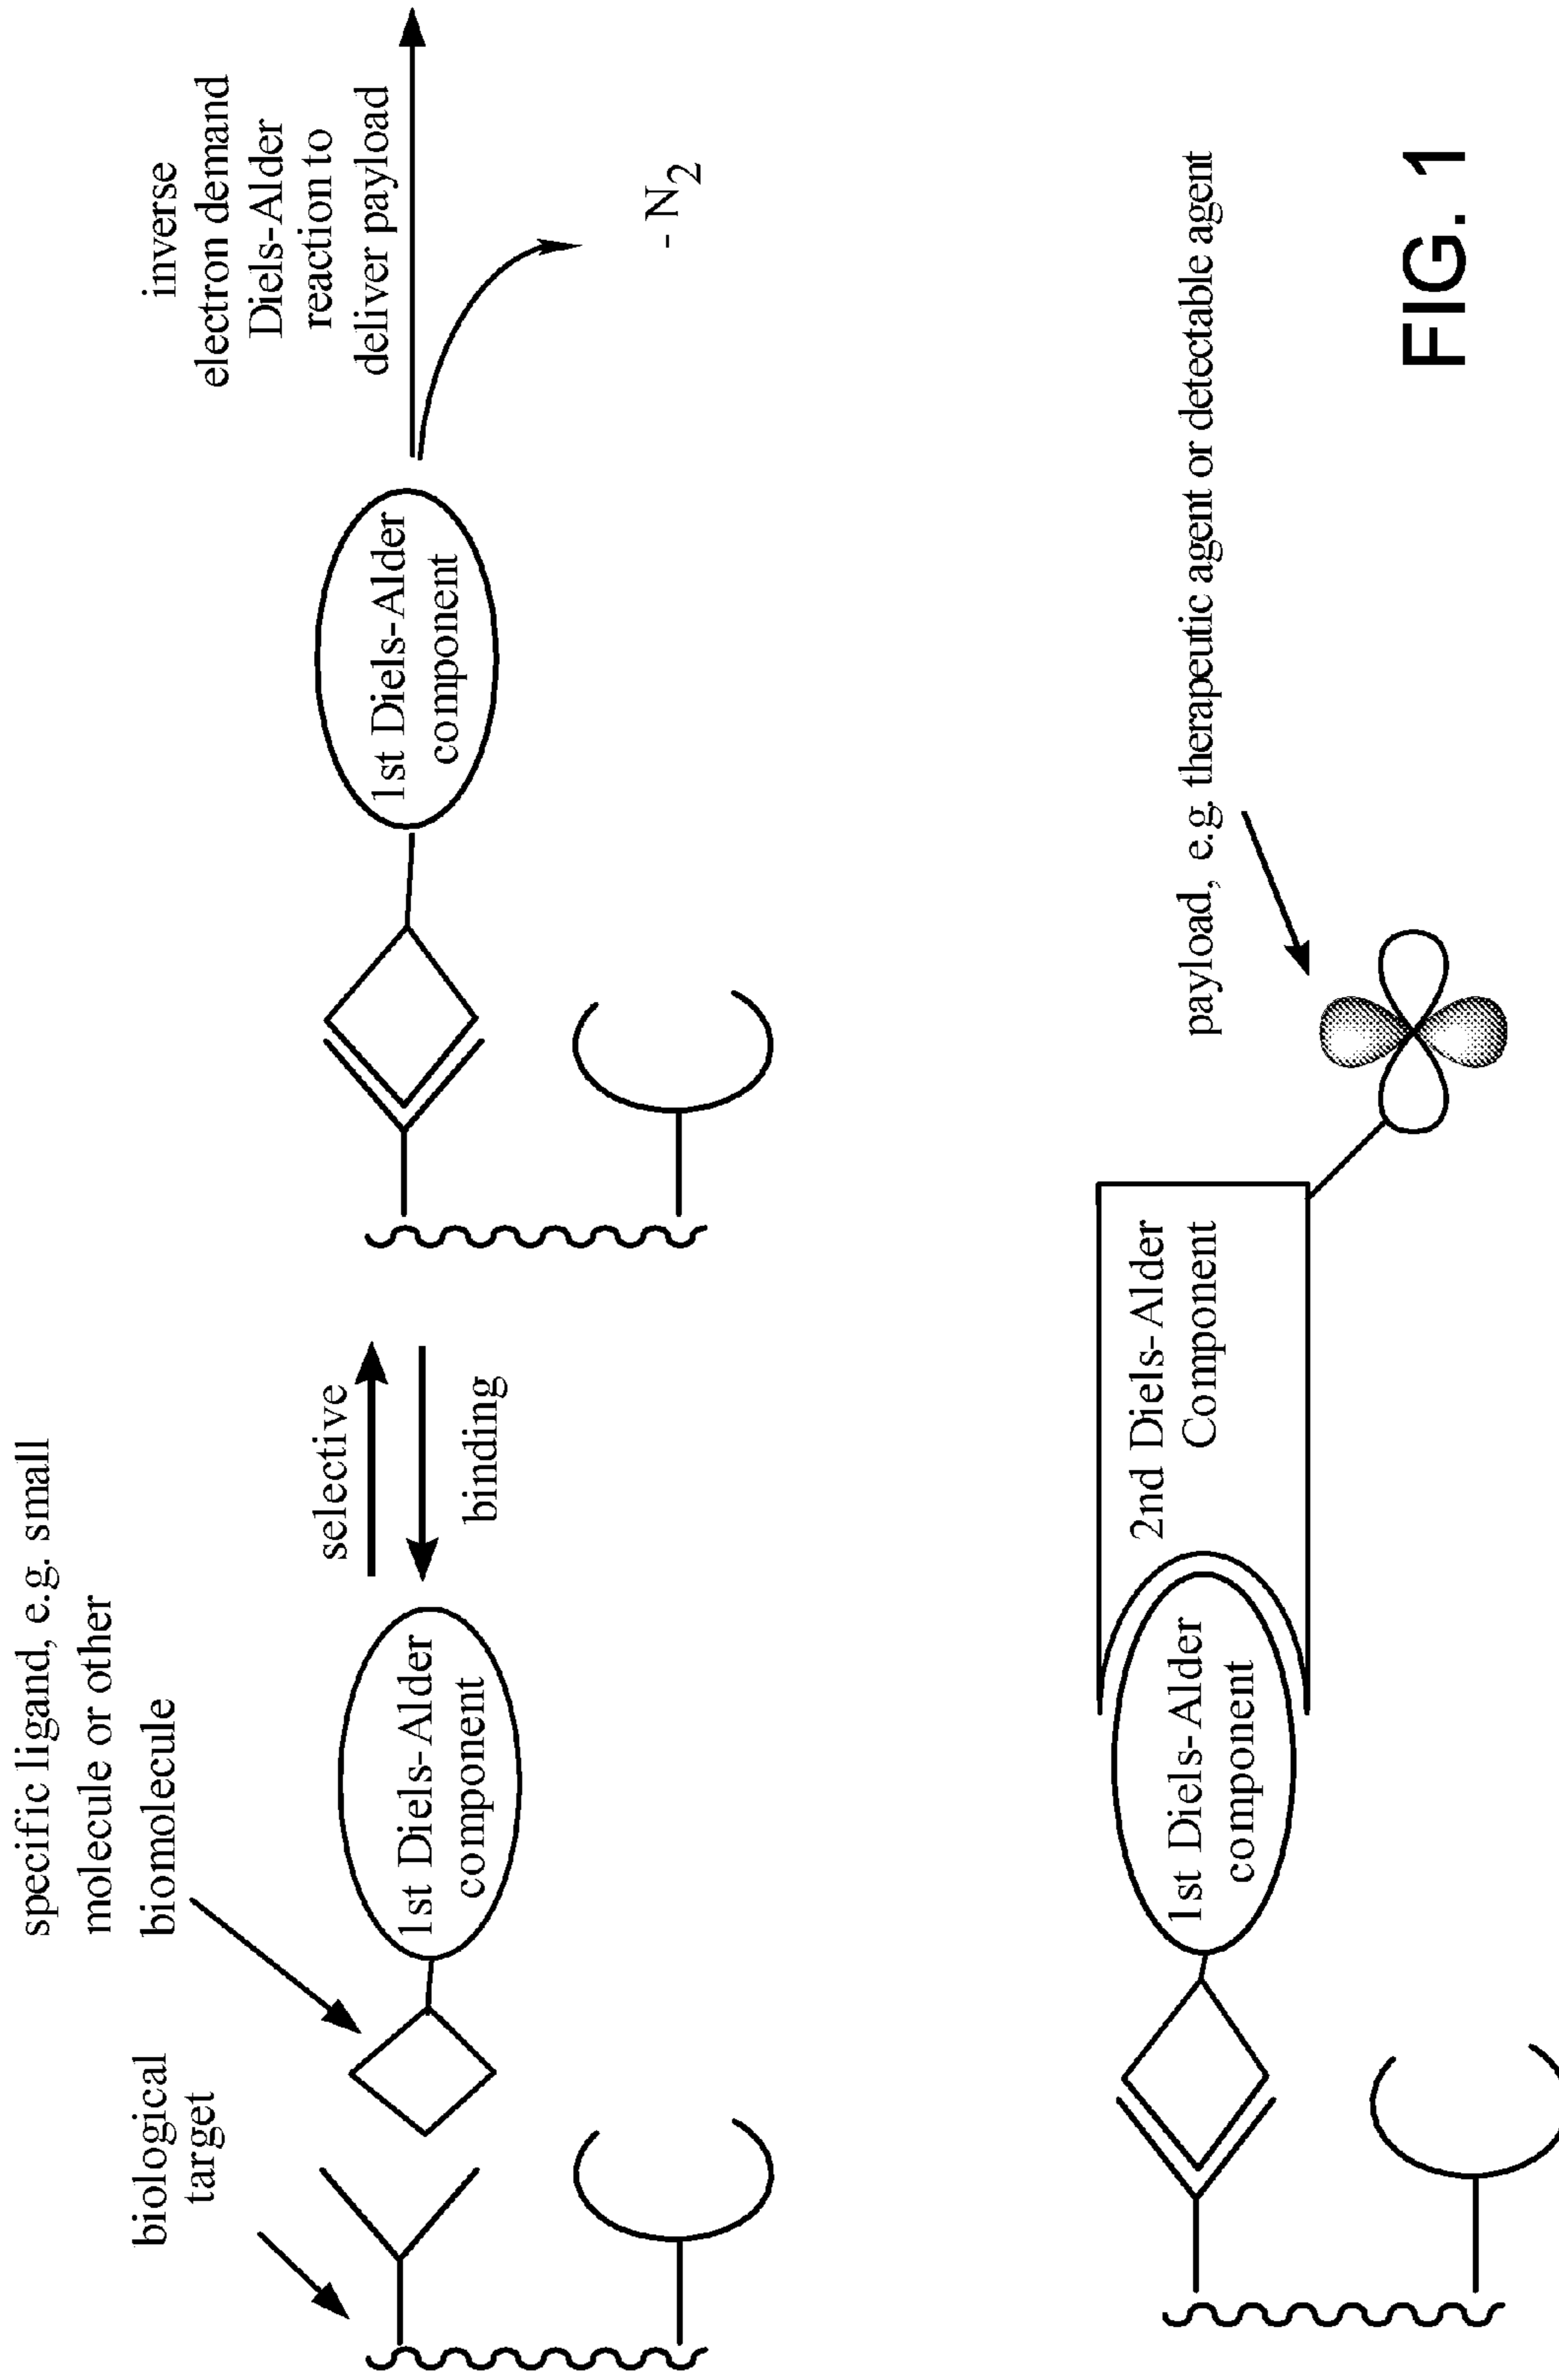 specific ligand, e.g. small
molecule or other
biomolecule
biological
target
1st Diels-Alder
component
selective
binding
1st Diels-Alder
component
inverse
electron demand
Diels-Alder
reaction to
deliver payload
- N2
1st Diels-Alder
component
2nd Diels-Alder
Component
payload, e.g. therapeutic agent or detectable agent
FIG. 1